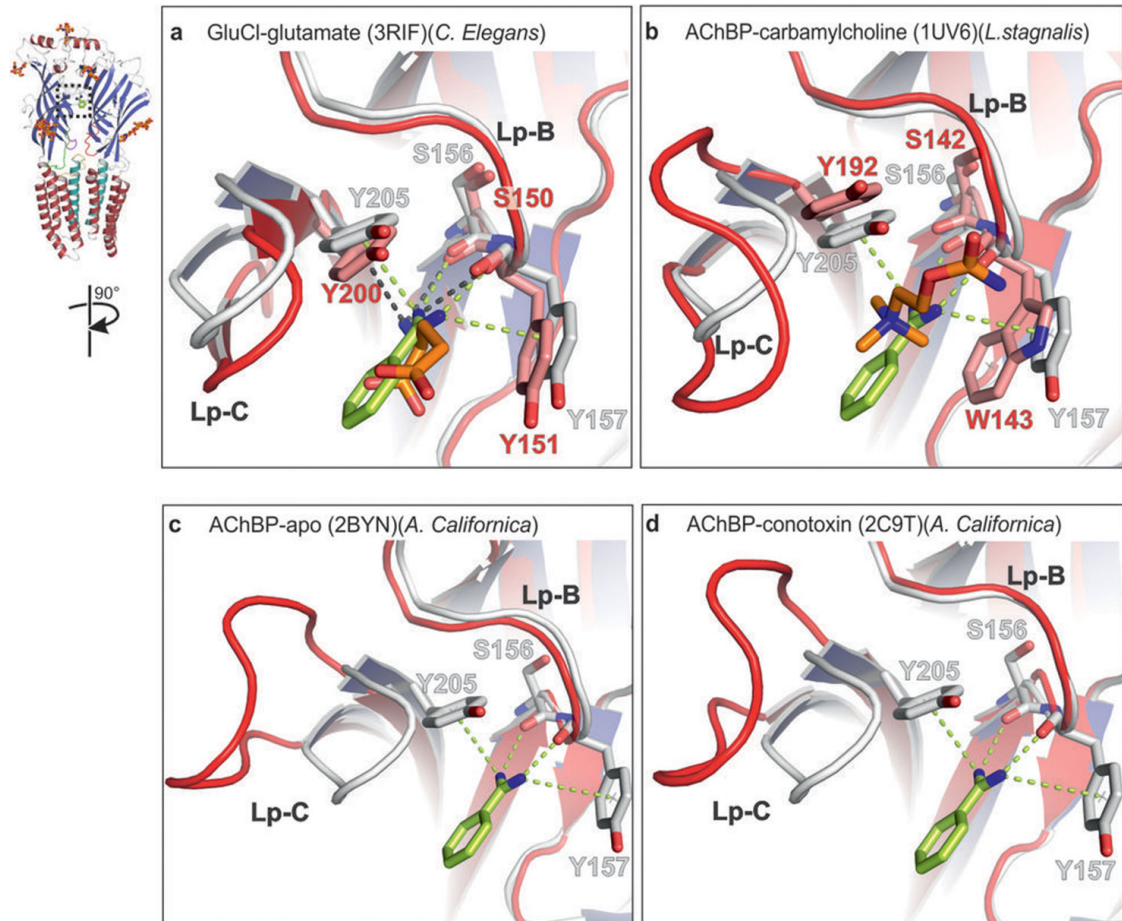 a GluCl-glutamate (3RIF)(C. Elegans)
Lp-B
S156
Y205
S150
Y200
Lp-C
Y157
Y151
90°
b AChBP-carbamylcholine (1UV6)(L.stagnalis)
Lp-B
S142
Y192
S156
Y205
Lp-C
W143
Y157
c AChBP-apo (2BYN)(A. Californica)
Lp-B
S156
Y205
Lp-C
Y157
d AChBP-conotoxin (2C9T)(A. Californica)
Lp-B
S156
Y205
Lp-C
Y157